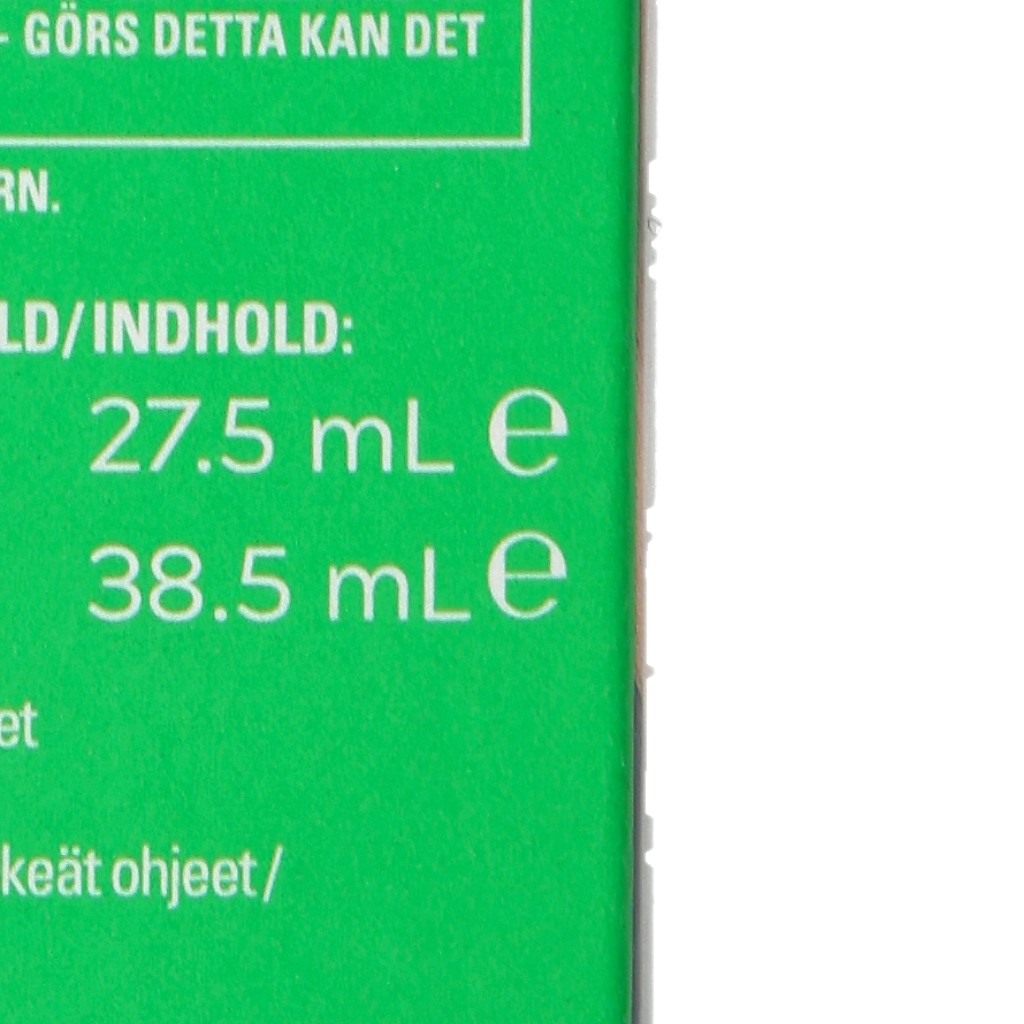 - GÖRS DETTA KAN DET
RN.
LD/INDHOLD:
27.5 mL e
38.5 mL e
et
keät ohjeet/